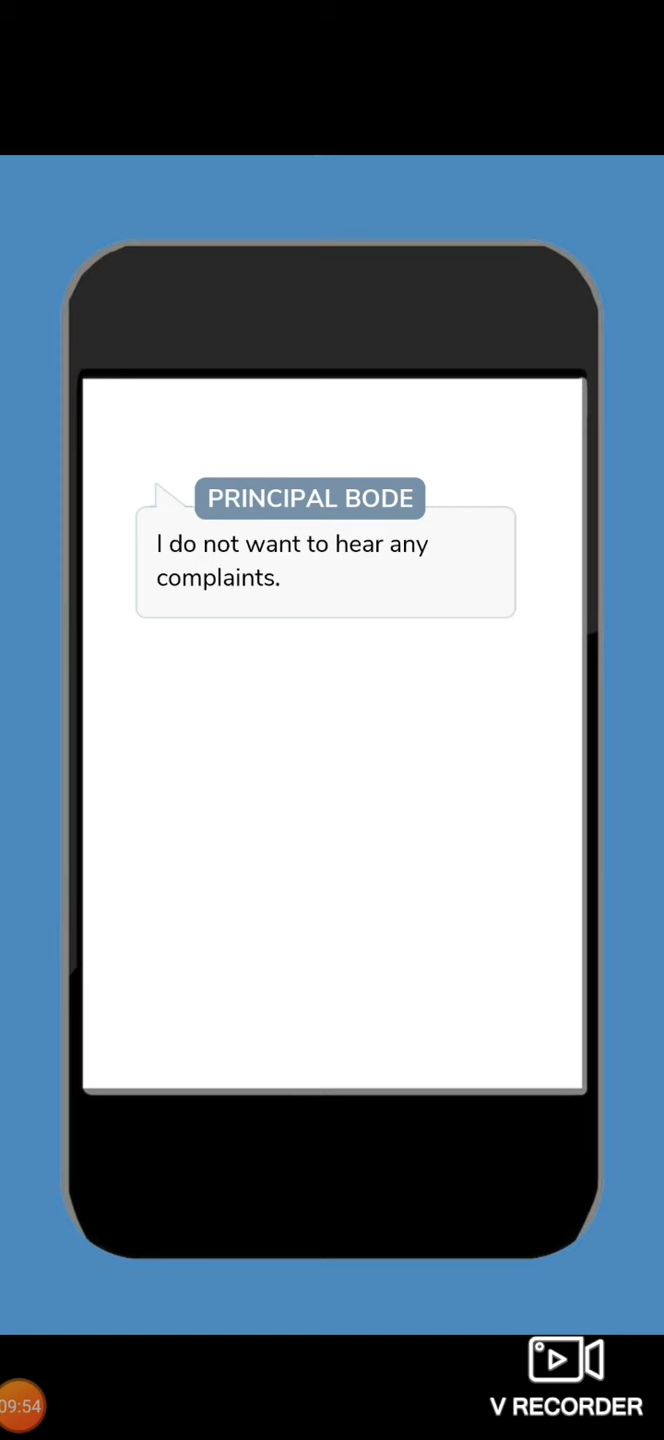 PRINCIPAL BODE
I do not want to hear any
complaints.
09:54
V RECORDER